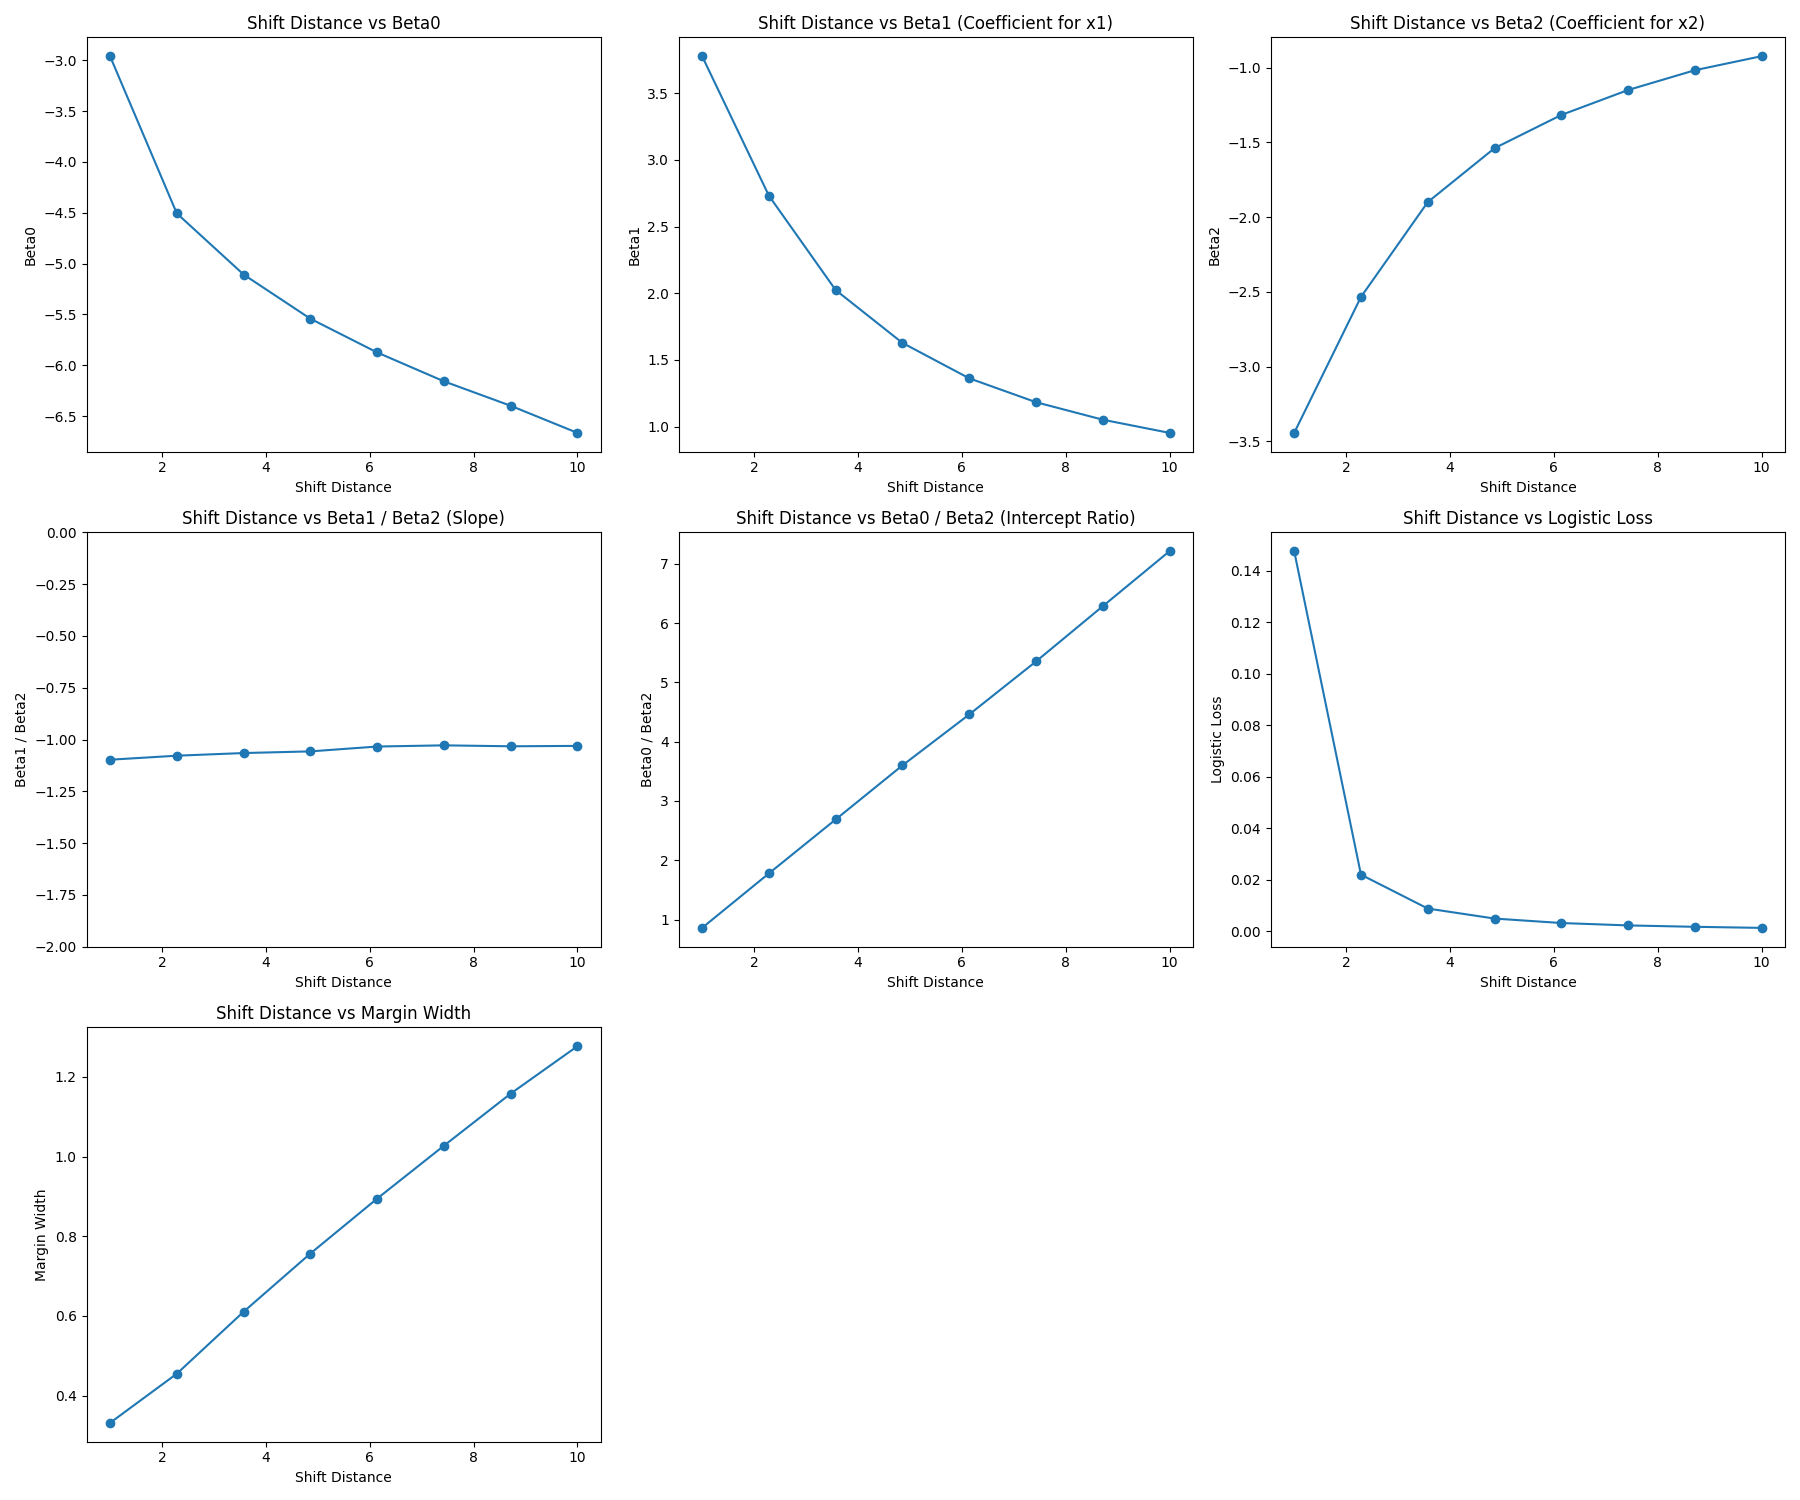 Shift Distance vs Beta0
Beta0
−3.0
−3.5
−4.0
−4.5
−5.0
−5.5
−6.0
−6.5
2 4 6 8 10
Shift Distance
Shift Distance vs Beta1 (Coefficient for x1)
Beta1
3.5
3.0
2.5
2.0
1.5
1.0
2 4 6 8 10
Shift Distance
Shift Distance vs Beta2 (Coefficient for x2)
Beta2
−1.0
−1.5
−2.0
−2.5
−3.0
−3.5
2 4 6 8 10
Shift Distance
Shift Distance vs Beta1 / Beta2 (Slope)
Beta1 / Beta2
0.00
−0.25
−0.50
−0.75
−1.00
−1.25
−1.50
−1.75
−2.00
2 4 6 8 10
Shift Distance
Shift Distance vs Beta0 / Beta2 (Intercept Ratio)
Beta0 / Beta2
7
6
5
4
3
2
1
2 4 6 8 10
Shift Distance
Shift Distance vs Logistic Loss
Logistic Loss
0.14
0.12
0.10
0.08
0.06
0.04
0.02
0.00
2 4 6 8 10
Shift Distance
Shift Distance vs Margin Width
Margin Width
1.2
1.0
0.8
0.6
0.4
2 4 6 8 10
Shift Distance